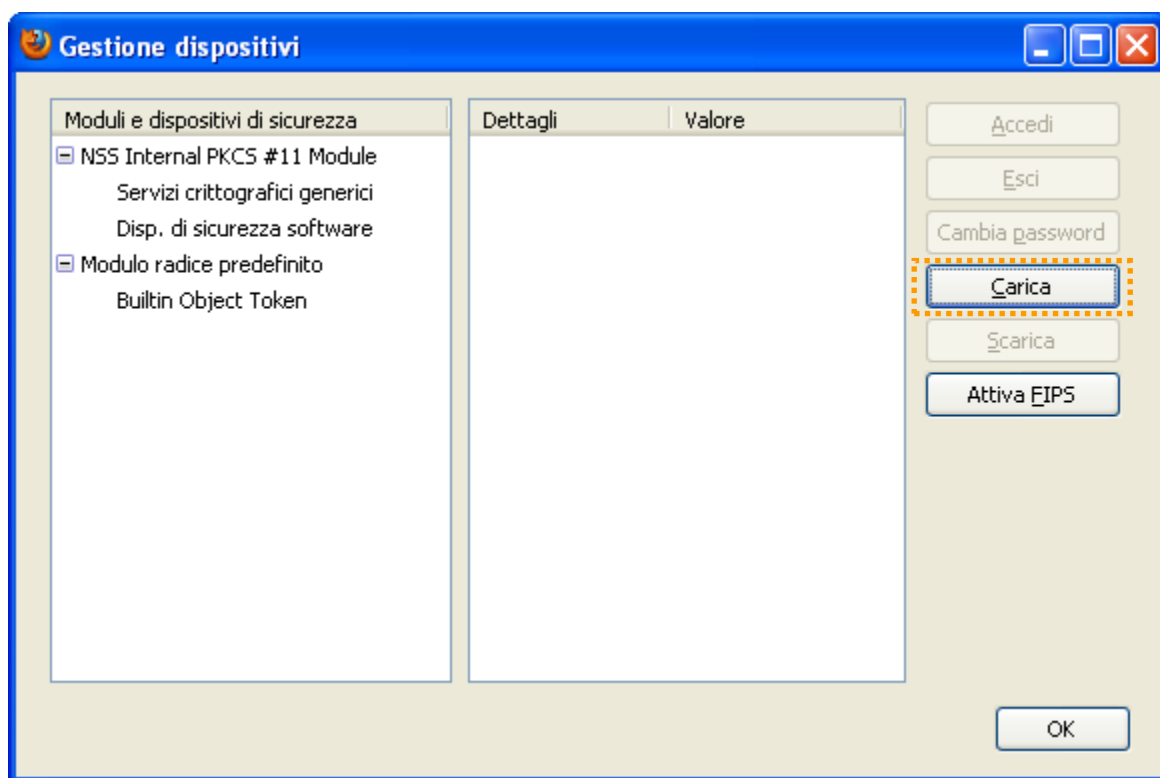 Gestione dispositivi
Moduli e dispositivi di sicurezza
NSS Internal PKCS #11 Module
Servizi crittografici generici
Disp. di sicurezza software
Modulo radice predefinito
Builtin Object Token
Dettagli Valore
Accedi
Esci
Cambia password
Carica
Scarica
Attiva FIPS
OK